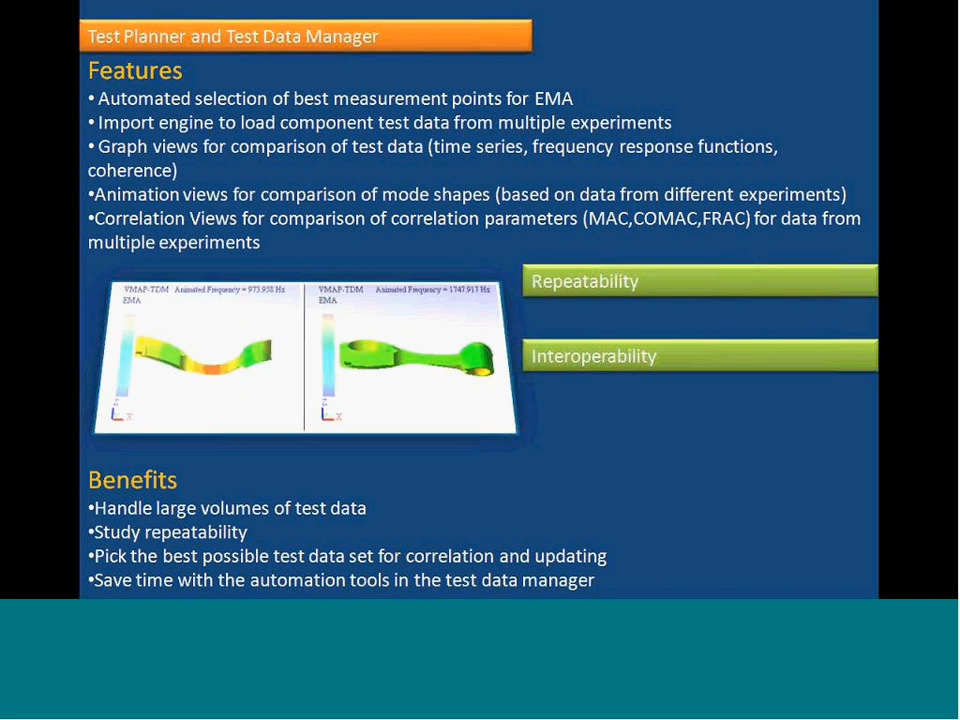 Test Planner and Test Data Manager
Features
• Automated selection of best measurement points for EMA
• Import engine to load component test data from multiple experiments
• Graph views for comparison of test data (time series, frequency response functions,
coherence)
•Animation views for comparison of mode shapes (based on data from different experiments)
•Correlation Views for comparison of correlation parameters (MAC,COMAC,FRAC) for data from
multiple experiments
Repeatability
VMAP-TDM Animated Frequency = 973.938 Hz
EMA
Z
X
VMAP-TDM Animated Frequency = 1747.917 Hz
EMA
Z
X
Interoperability
Benefits
•Handle large volumes of test data
•Study repeatability
•Pick the best possible test data set for correlation and updating
•Save time with the automation tools in the test data manager